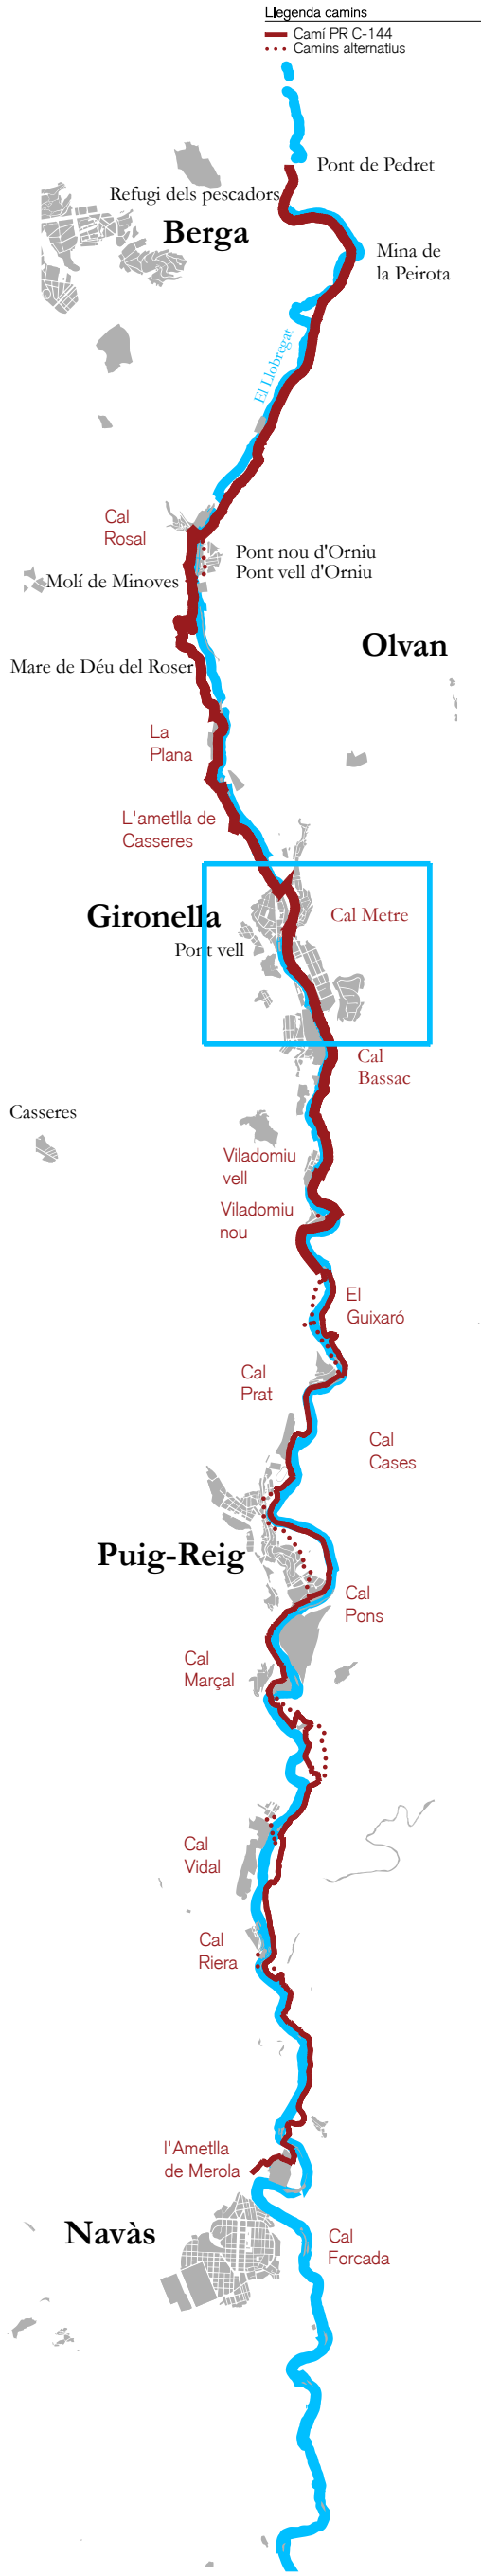 Llegenda camins
Camí PR C-144
Camins alternatius
Pont de Pedret
Refugi dels pescadors
Berga
Mina de
la Peirota
El Llobregat
Cal
Rosal
Pont nou d'Orniu
Pont vell d'Orniu
Molí de Minoves
Olvan
Mare de Déu del Roser
La
Plana
L'ametlla de
Casseres
Gironella
Cal Metre
Pont vell
Cal
Bassac
Casseres
Viladomiu
vell
Viladomiu
nou
El
Guixaró
Cal
Prat
Cal
Cases
Puig-Reig
Cal
Pons
Cal
Marçal
Cal
Vidal
Cal
Riera
l'Ametlla
de Merola
Navàs
Cal
Forcada